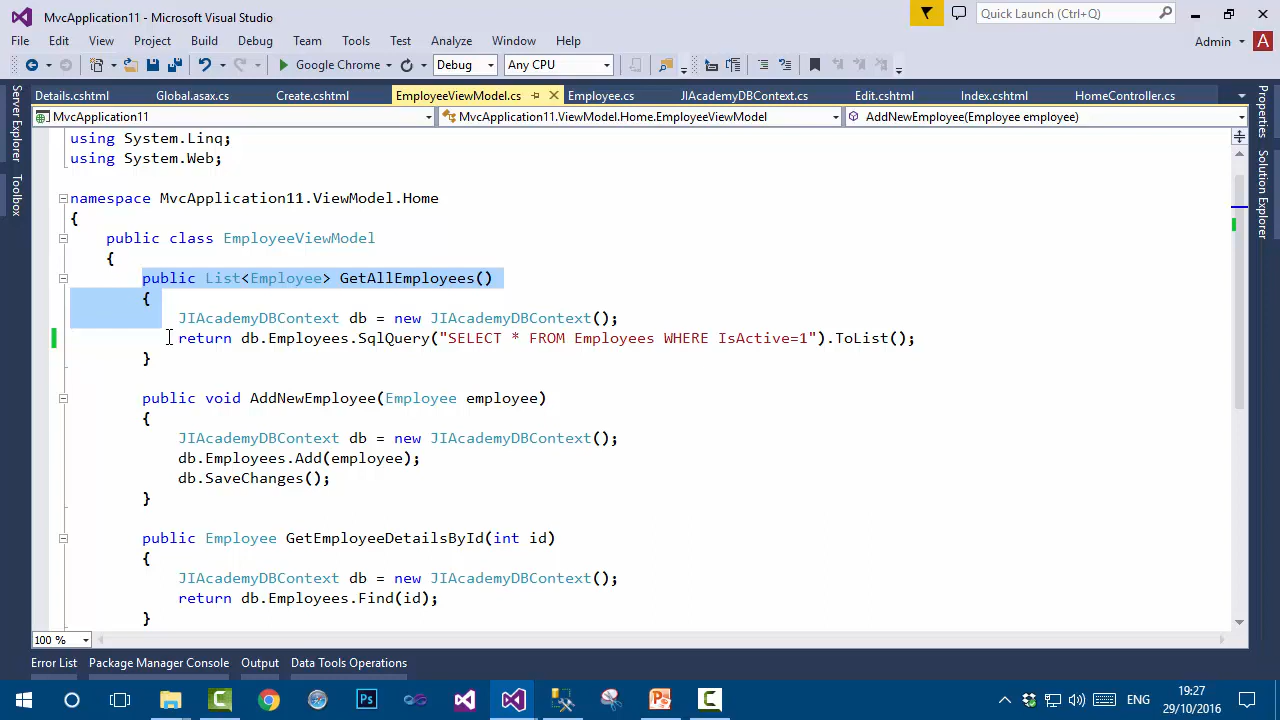 MvcApplication11 - Microsoft Visual Studio
Quick Launch (Ctrl+Q)
File Edit View Project Build Debug Team Tools Test Analyze Window Help
Admin A
Google Chrome Debug Any CPU
Details.cshtml Global.asax.cs Create.cshtml EmployeeViewModel.cs Employee.cs JIAcademyDBContext.cs Edit.cshtml Index.cshtml HomeController.cs
MvcApplication11 MvcApplication11.ViewModel.Home.EmployeeViewModel AddNewEmployee(Employee employee)
Server Explorer
Toolbox
Properties
Solution Explorer
using System.Linq;
using System.Web;
namespace MvcApplication11.ViewModel.Home
{
public class EmployeeViewModel
{
public List<Employee> GetAllEmployees()
{
JIAcademyDBContext db = new JIAcademyDBContext();
return db.Employees.SqlQuery("SELECT * FROM Employees WHERE IsActive=1").ToList();
}
public void AddNewEmployee(Employee employee)
{
JIAcademyDBContext db = new JIAcademyDBContext();
db.Employees.Add(employee);
db.SaveChanges();
}
public Employee GetEmployeeDetailsById(int id)
{
JIAcademyDBContext db = new JIAcademyDBContext();
return db.Employees.Find(id);
}
100 %
Error List Package Manager Console Output Data Tools Operations
ENG 19:27
29/10/2016